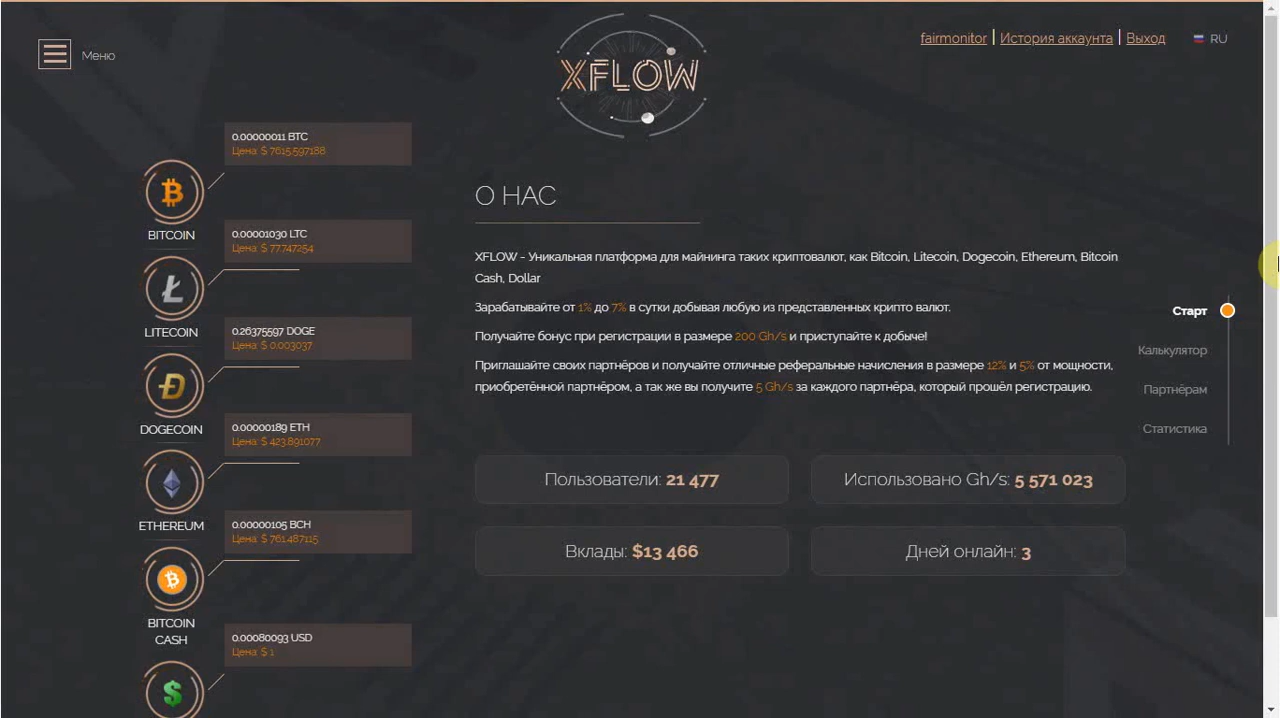 Меню
XFLOW
fairmonitor | История аккаунта | Выход
RU
0.00000011 BTC
Цена: $ 7615.597188
BITCOIN
0.00001030 LTC
Цена: $ 77.747254
LITECOIN
0.26375597 DOGE
Цена: $ 0.003037
DOGECOIN
0.00000189 ETH
Цена: $ 423.891077
ETHEREUM
0.00000105 BCH
Цена: $ 761.487115
BITCOIN
CASH
0.00080093 USD
Цена: $ 1
О НАС
XFLOW - Уникальная платформа для майнинга таких криптовалют, как Bitcoin, Litecoin, Dogecoin, Ethereum, Bitcoin
Cash, Dollar
Зарабатывайте от 1% до 7% в сутки добывая любую из представленных крипто валют.
Получайте бонус при регистрации в размере 200 Gh/s и приступайте к добыче!
Приглашайте своих партнёров и получайте отличные реферальные начисления в размере 12% и 5% от мощности,
приобретённой партнёром, а так же вы получите 5 Gh/s за каждого партнёра, который прошёл регистрацию.
Пользователи: 21 477
Использовано Gh/s: 5 571 023
Вклады: $13 466
Дней онлайн: 3
Старт
Калькулятор
Партнёрам
Статистика